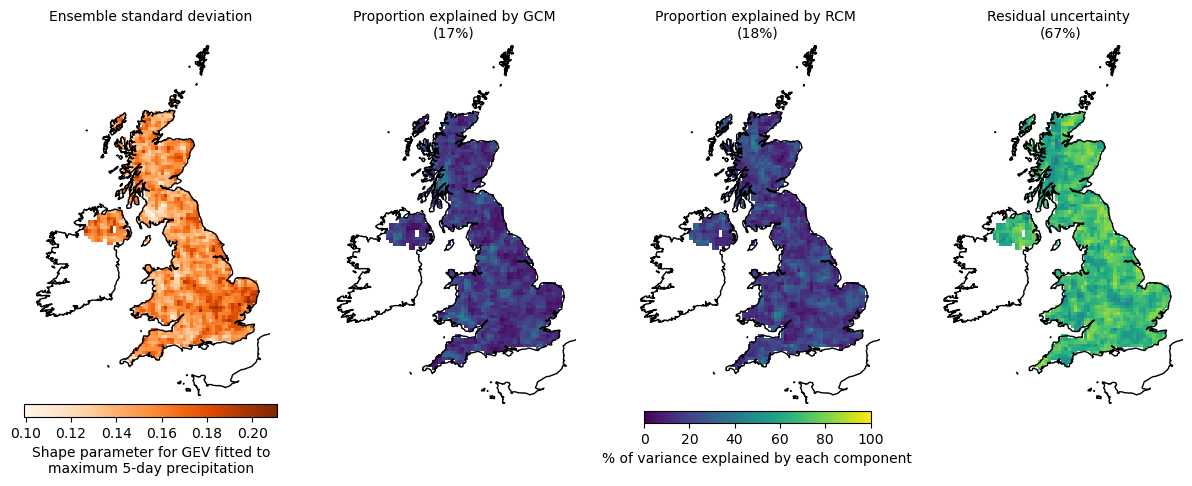 Ensemble standard deviation
Proportion explained by GCM
(17%)
Proportion explained by RCM
(18%)
Residual uncertainty
(67%)
0.10 0.12 0.14 0.16 0.18 0.20
Shape parameter for GEV fitted to
maximum 5-day precipitation
0 20 40 60 80 100
% of variance explained by each component